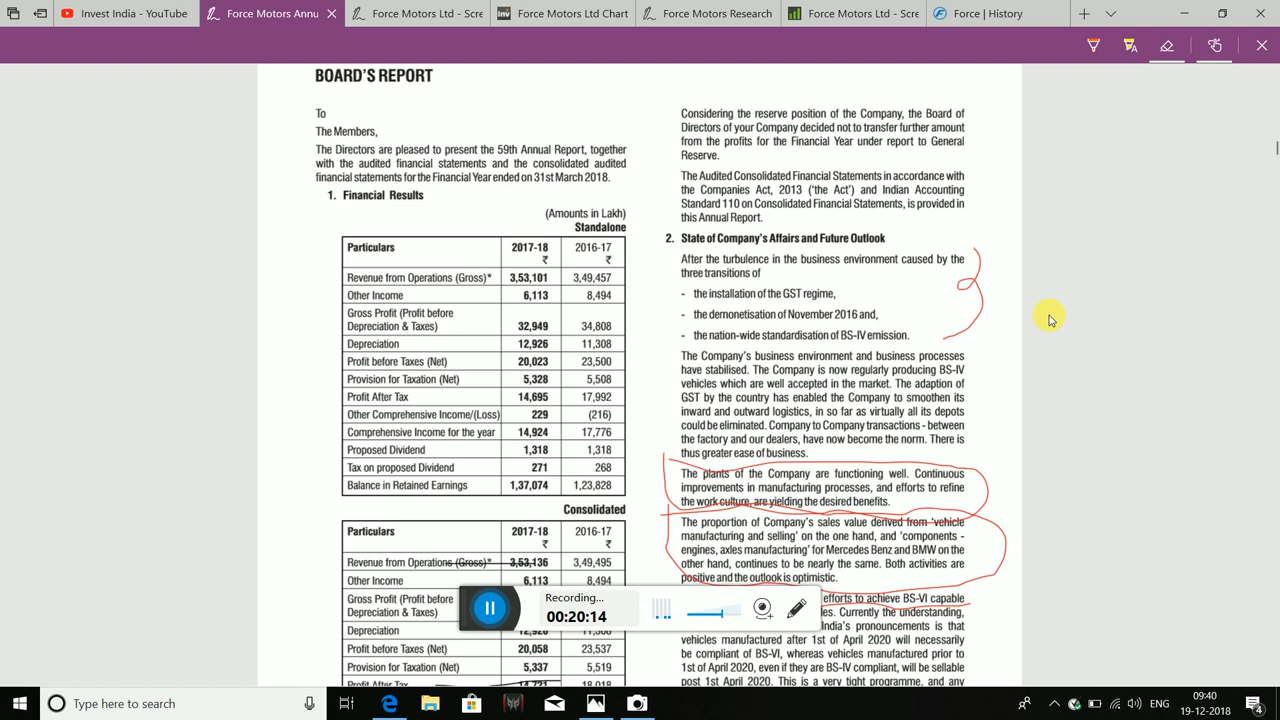 Invest India - YouTube
Force Motors Annu
Force Motors Ltd - Scre
Force Motors Ltd Chart
Force Motors Research
Force Motors Ltd - Scre
Force | History
BOARD'S REPORT
To
The Members,
The Directors are pleased to present the 59th Annual Report, together
with the audited financial statements and the consolidated audited
financial statements for the Financial Year ended on 31st March 2018.
1. Financial Results
(Amounts in Lakh)
Standalone
Particulars 2017-18 2016-17
₹ ₹
Revenue from Operations (Gross)* 3,53,101 3,49,457
Other Income 6,113 8,494
Gross Profit (Profit before
Depreciation & Taxes) 32,949 34,808
Depreciation 12,926 11,308
Profit before Taxes (Net) 20,023 23,500
Provision for Taxation (Net) 5,328 5,508
Profit After Tax 14,695 17,992
Other Comprehensive Income/(Loss) 229 (216)
Comprehensive Income for the year 14,924 17,776
Proposed Dividend 1,318 1,318
Tax on proposed Dividend 271 268
Balance in Retained Earnings 1,37,074 1,23,828
Consolidated
Particulars 2017-18 2016-17
₹ ₹
Revenue from Operations (Gross)* 3,53,136 3,49,495
Other Income 6,113 8,494
Gross Profit (Profit before
Depreciation & Taxes)
Depreciation
Profit before Taxes (Net) 20,058 23,537
Provision for Taxation (Net) 5,337 5,519
Profit After Tax 14,721 18,018
Considering the reserve position of the Company, the Board of
Directors of your Company decided not to transfer further amount
from the profits for the Financial Year under report to General
Reserve.
The Audited Consolidated Financial Statements in accordance with
the Companies Act, 2013 ('the Act') and Indian Accounting
Standard 110 on Consolidated Financial Statements, is provided in
this Annual Report.
2. State of Company's Affairs and Future Outlook
After the turbulence in the business environment caused by the
three transitions of
- the installation of the GST regime,
- the demonetisation of November 2016 and,
- the nation-wide standardisation of BS-IV emission.
The Company's business environment and business processes
have stabilised. The Company is now regularly producing BS-IV
vehicles which are well accepted in the market. The adaption of
GST by the country has enabled the Company to smoothen its
inward and outward logistics, in so far as virtually all its depots
could be eliminated. Company to Company transactions - between
the factory and our dealers, have now become the norm. There is
thus greater ease of business.
The plants of the Company are functioning well. Continuous
improvements in manufacturing processes, and efforts to refine
the work culture, are yielding the desired benefits.
The proportion of Company's sales value derived from 'vehicle
manufacturing and selling' on the one hand, and 'components -
engines, axles manufacturing' for Mercedes Benz and BMW on the
other hand, continues to be nearly the same. Both activities are
positive and the outlook is optimistic.
efforts to achieve BS-VI capable
Currently the understanding,
India's pronouncements is that
vehicles manufactured after 1st of April 2020 will necessarily
be compliant of BS-VI, whereas vehicles manufactured prior to
1st of April 2020, even if they are BS-IV compliant, will be sellable
post 1st April 2020. This is a very tight programme, and any
Recording...
00:20:14
Type here to search
ENG
09:40
19-12-2018